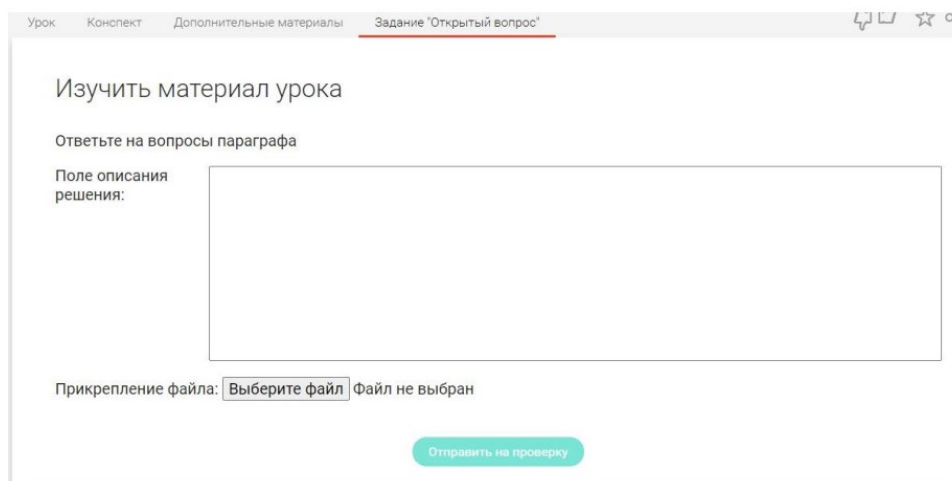 Урок Конспект Дополнительные материалы Задание "Открытый вопрос"
Изучить материал урока
Ответьте на вопросы параграфа
Поле описания
решения:
Прикрепление файла: Выберите файл Файл не выбран
Отправить на проверку